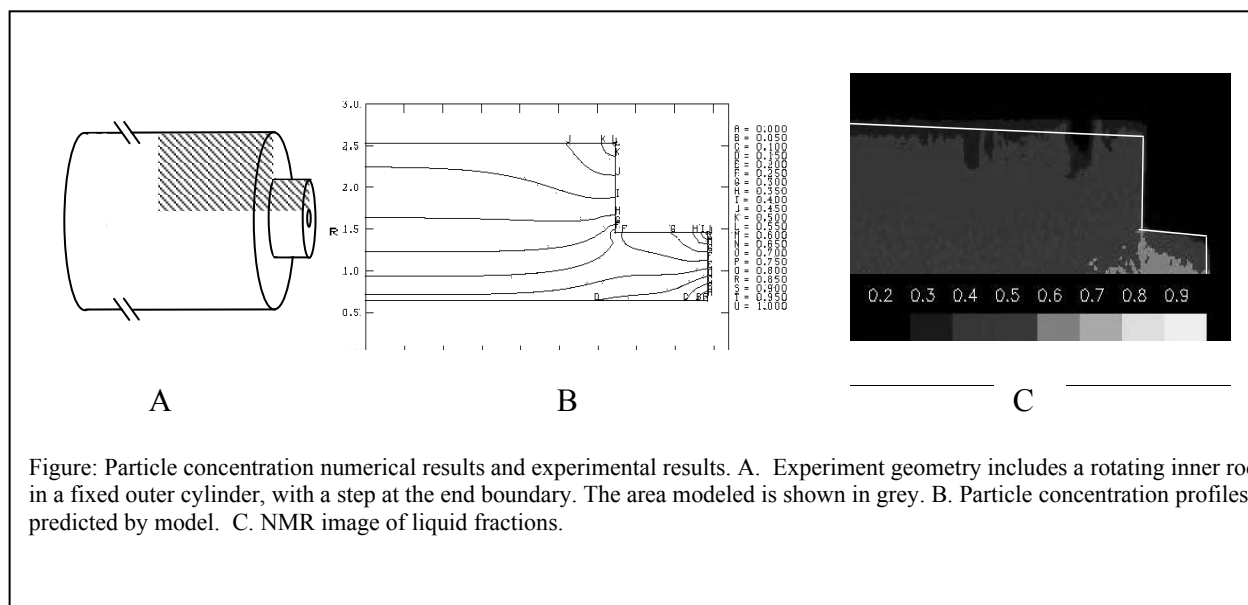 3.0
2.5
2.0
R
1.5
1.0
0.5
J K L
K
J
I
H
F G H I
O
A = 0.000
B = 0.050
C = 0.100
D = 0.150
E = 0.200
F = 0.250
G = 0.300
H = 0.350
I = 0.400
J = 0.450
K = 0.500
L = 0.550
M = 0.600
N = 0.650
O = 0.700
P = 0.750
Q = 0.800
R = 0.850
S = 0.900
T = 0.950
U = 1.000
0.2 0.3 0.4 0.5 0.6 0.7 0.8 0.9
A
B
C
Figure: Particle concentration numerical results and experimental results. A. Experiment geometry includes a rotating inner rod
in a fixed outer cylinder, with a step at the end boundary. The area modeled is shown in grey. B. Particle concentration profiles
predicted by model. C. NMR image of liquid fractions.